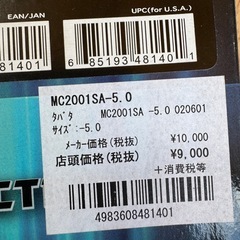 EAN/JAN
UPC(for U.S.A.)
81401
6 85193 48140
MC2001SA-5.0
ﾀﾊﾞﾀ MC2001SA -5.0 020601
ｻｲｽﾞ:-5.0
ﾒｰｶｰ価格(税抜) ¥10,000
店頭価格(税抜) ¥9,000
＋消費税等
4983608481401